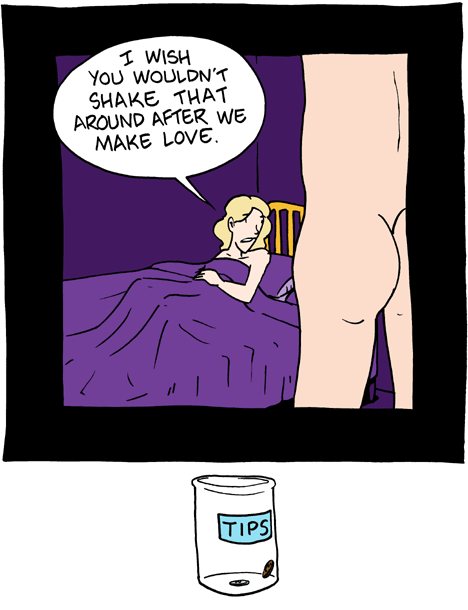 I WISH
YOU WOULDN'T
SHAKE THAT
AROUND AFTER WE
MAKE LOVE.
TIPS